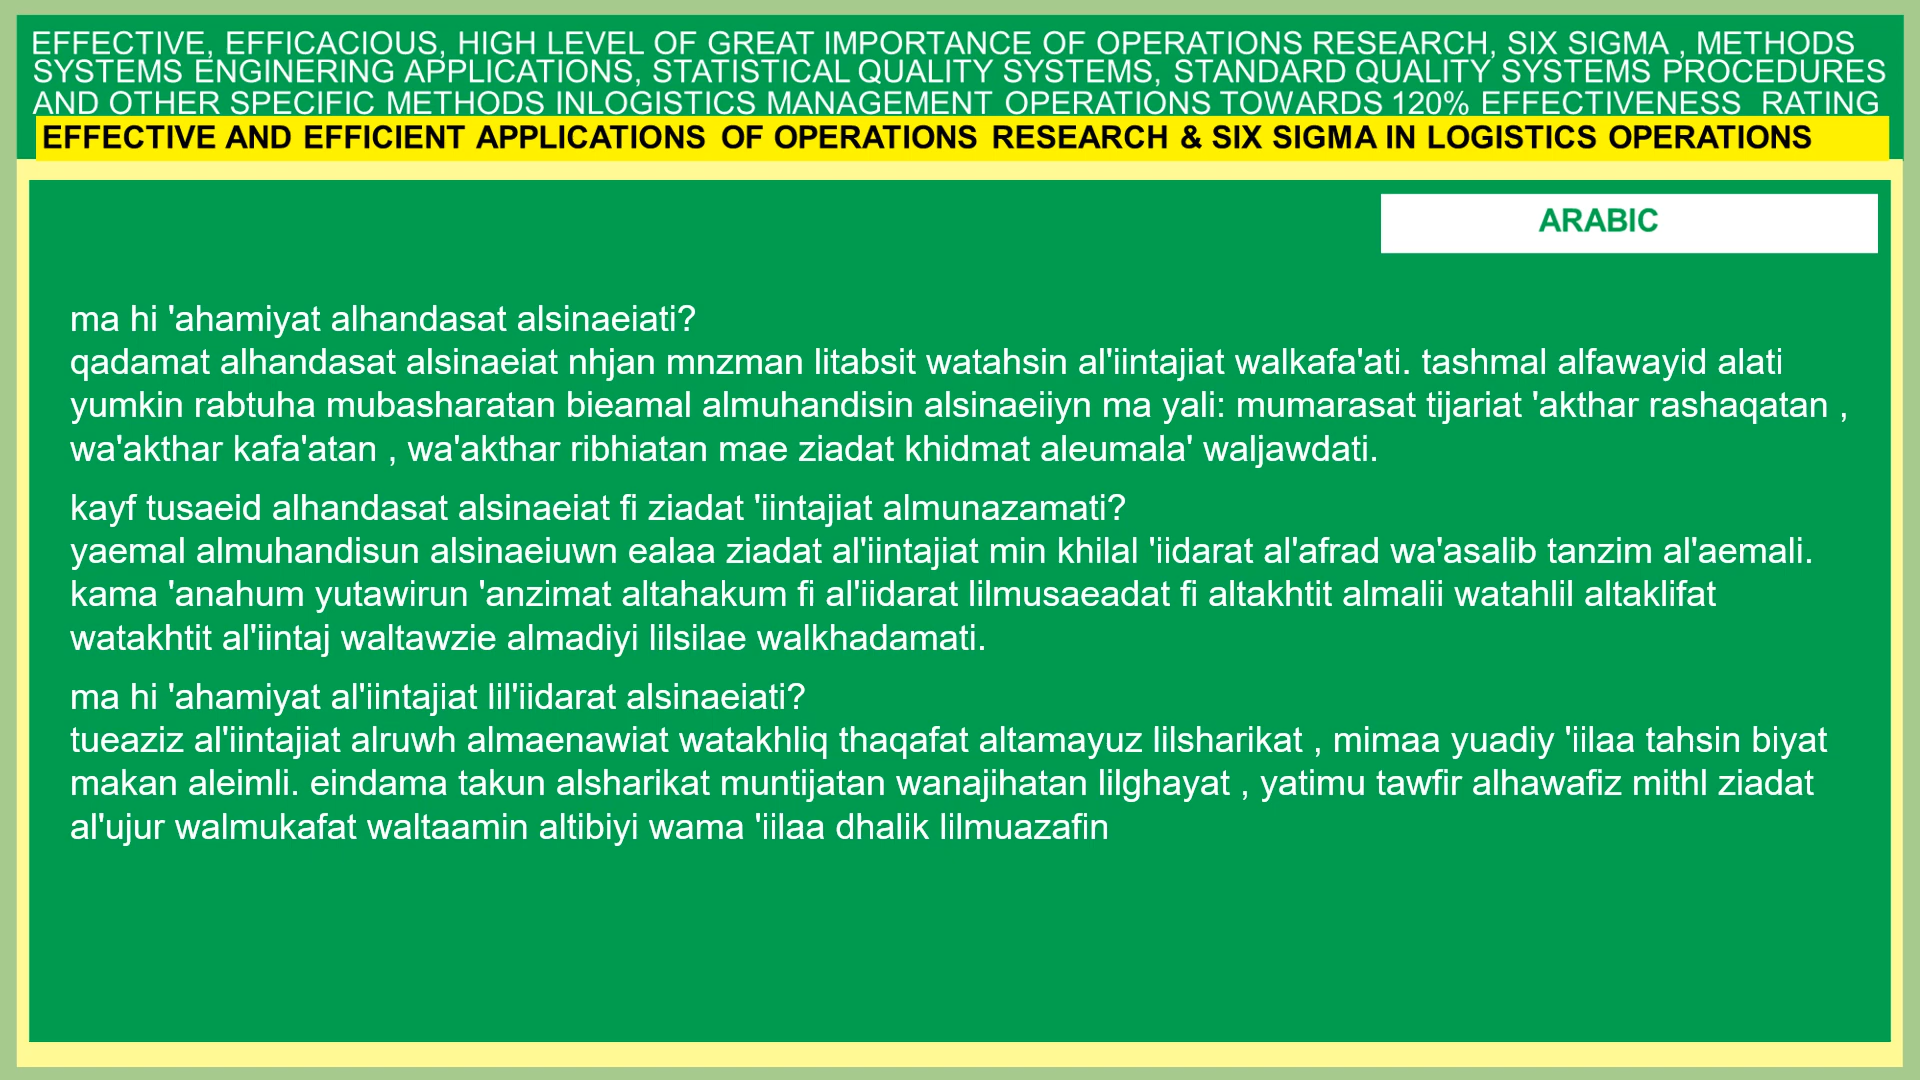 EFFECTIVE, EFFICACIOUS, HIGH LEVEL OF GREAT IMPORTANCE OF OPERATIONS RESEARCH, SIX SIGMA , METHODS
SYSTEMS ENGINERING APPLICATIONS, STATISTICAL QUALITY SYSTEMS, STANDARD QUALITY SYSTEMS PROCEDURES
AND OTHER SPECIFIC METHODS INLOGISTICS MANAGEMENT OPERATIONS TOWARDS 120% EFFECTIVENESS RATING
EFFECTIVE AND EFFICIENT APPLICATIONS OF OPERATIONS RESEARCH & SIX SIGMA IN LOGISTICS OPERATIONS
ARABIC
ma hi 'ahamiyat alhandasat alsinaeiati?
qadamat alhandasat alsinaeiat nhjan mnzman litabsit watahsin al'iintajiat walkafa'ati. tashmal alfawayid alati
yumkin rabtuha mubasharatan bieamal almuhandisin alsinaeiiyn ma yali: mumarasat tijariat 'akthar rashaqatan ,
wa'akthar kafa'atan , wa'akthar ribhiatan mae ziadat khidmat aleumala' waljawdati.
kayf tusaeid alhandasat alsinaeiat fi ziadat 'iintajiat almunazamati?
yaemal almuhandisun alsinaeiuwn ealaa ziadat al'iintajiat min khilal 'iidarat al'afrad wa'asalib tanzim al'aemali.
kama 'anahum yutawirun 'anzimat altahakum fi al'iidarat lilmusaeadat fi altakhtit almalii watahlil altaklifat
watakhtit al'iintaj waltawzie almadiyi lilsilae walkhadamati.
ma hi 'ahamiyat al'iintajiat lil'iidarat alsinaeiati?
tueaziz al'iintajiat alruwh almaenawiat watakhliq thaqafat altamayuz lilsharikat , mimaa yuadiy 'iilaa tahsin biyat
makan aleimli. eindama takun alsharikat muntijatan wanajihatan lilghayat , yatimu tawfir alhawafiz mithl ziadat
al'ujur walmukafat waltaamin altibiyi wama 'iilaa dhalik lilmuazafin